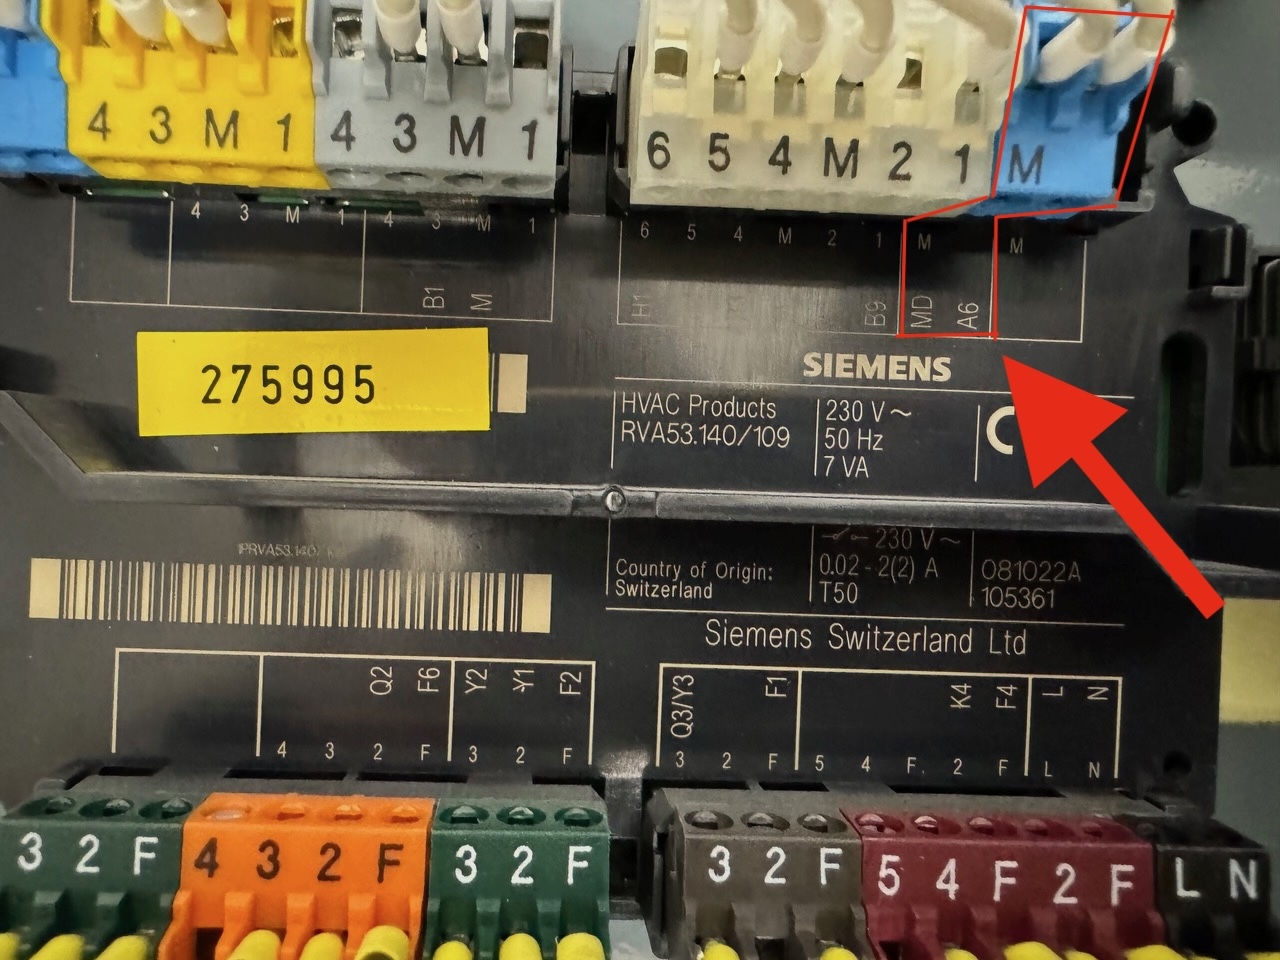 4 3 M 1 4 3 M 1
6 5 4 M 2 1 M
4 3 M 1 4 3 M 1
B1 M
6 5 4 M 2 1 M M
H1 B9 MD A6
275995
SIEMENS
HVAC Products
RVA53.140/109
230 V ~
50 Hz
7 VA
C
Country of Origin:
Switzerland
230 V ~
0.02 - 2(2) A
T50
081022A
105361
Siemens Switzerland Ltd
Q2 F6 Y2 Y1 F2
4 3 2 F 3 2 F
Q3/Y3 F1 K4 F4 L N
3 2 F 5 4 F 2 F L N
3 2 F 4 3 2 F 3 2 F
3 2 F 5 4 F 2 F L N